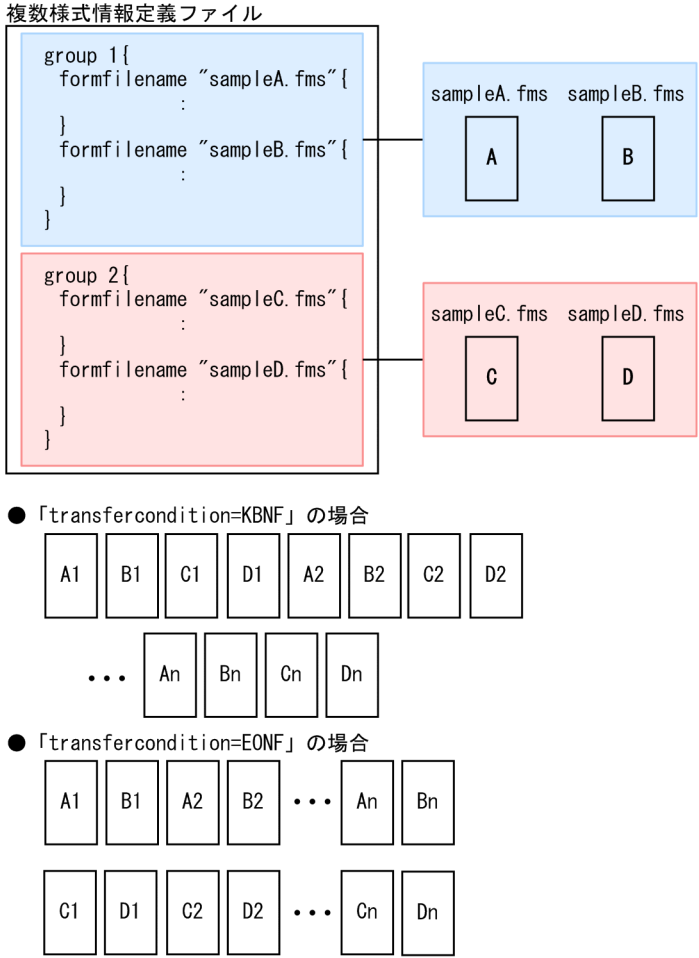 複数様式情報定義ファイル
group 1{
formfilename "sampleA.fms"{
:
}
formfilename "sampleB.fms"{
:
}
}
sampleA.fms sampleB.fms
A B
group 2{
formfilename "sampleC.fms"{
:
}
formfilename "sampleD.fms"{
:
}
}
sampleC.fms sampleD.fms
C D
●「transfercondition=KBNF」の場合
A1 B1 C1 D1 A2 B2 C2 D2
••• An Bn Cn Dn
●「transfercondition=EONF」の場合
A1 B1 A2 B2 ••• An Bn
C1 D1 C2 D2 ••• Cn Dn